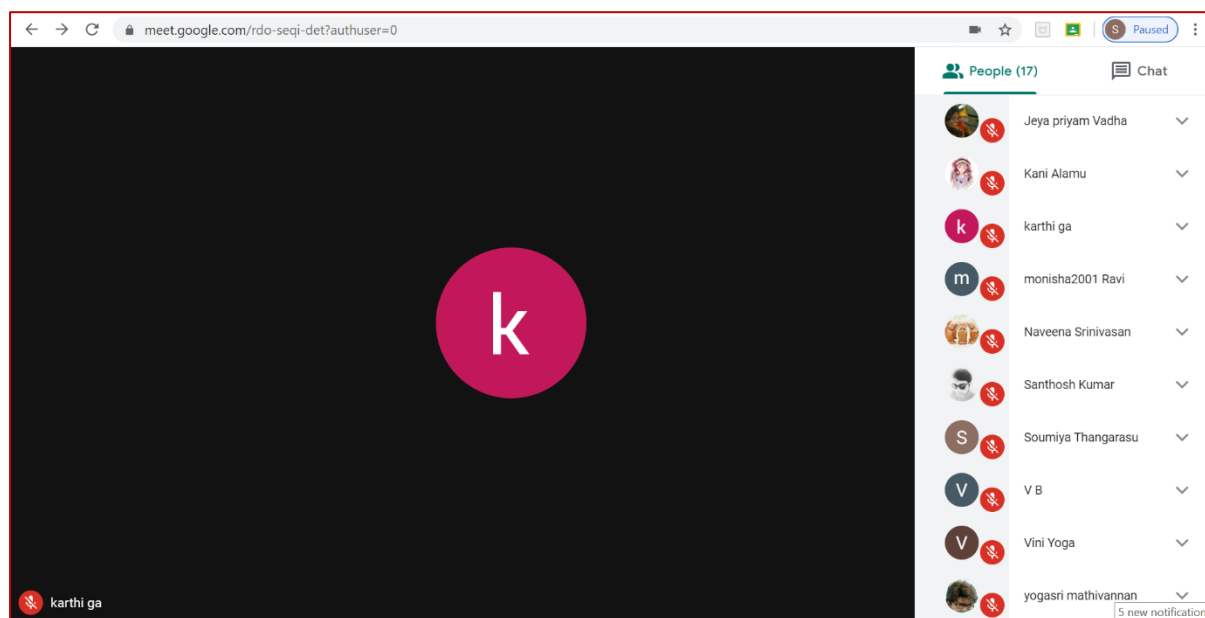 meet.google.com/rdo-seqi-det?authuser=0
S Paused
People (17)
Chat
Jeya priyam Vadha
Kani Alamu
k karthi ga
m monisha2001 Ravi
Naveena Srinivasan
Santhosh Kumar
S Soumiya Thangarasu
V V B
V Vini Yoga
yogasri mathivannan
5 new notification
k
karthi ga